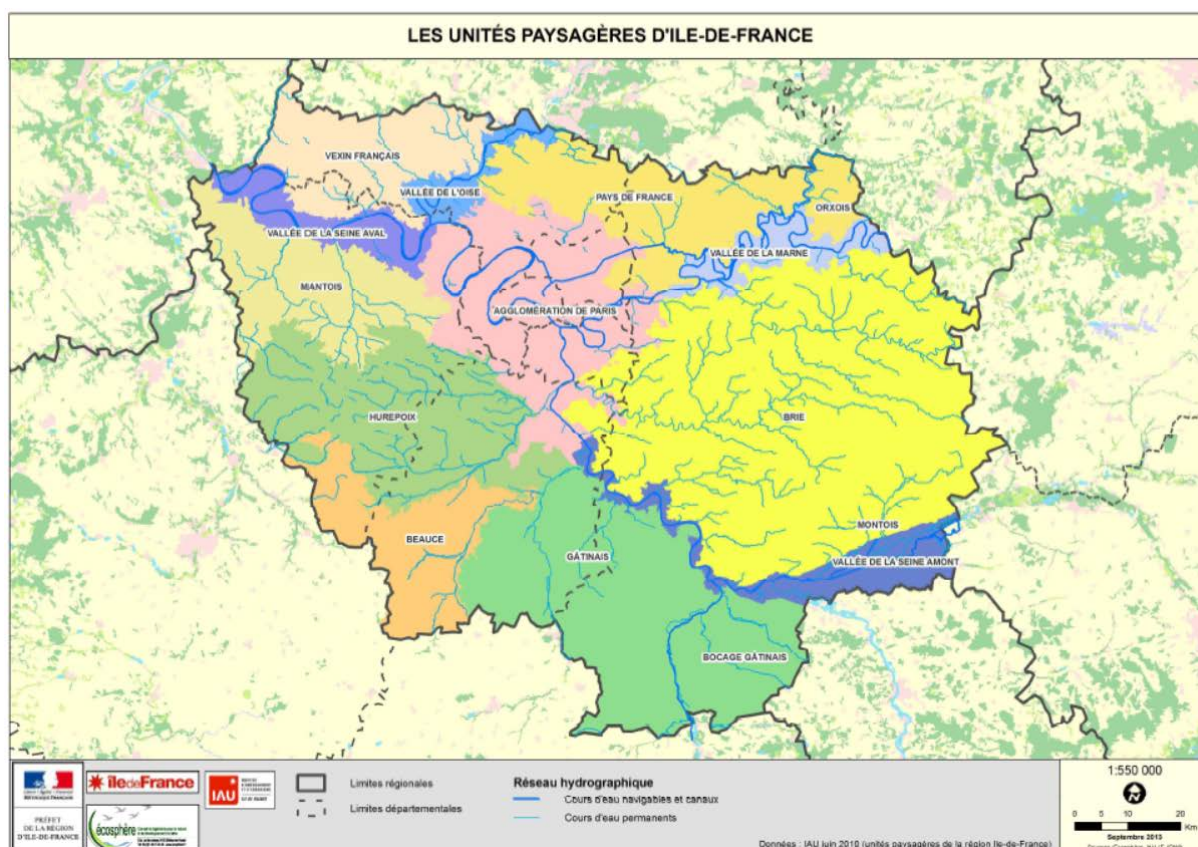 LES UNITÉS PAYSAGÈRES D'ILE-DE-FRANCE
VEXIN FRANÇAIS
VALLÉE DE L'OISE
PAYS DE FRANCE
ORXOIS
VALLÉE DE LA SEINE AVAL
VALLÉE DE LA MARNE
MANTOIS
AGGLOMÉRATION DE PARIS
HUREPOIX
BRIE
MONTOIS
BEAUCE
GÂTINAIS
VALLÉE DE LA SEINE AMONT
BOCAGE GÂTINAIS
RÉPUBLIQUE FRANÇAISE
PRÉFET
DE LA RÉGION
D'ILE-DE-FRANCE
îledeFrance
écosphère
IAU
Limites régionales
Limites départementales
Réseau hydrographique
Cours d'eau navigables et canaux
Cours d'eau permanents
Données : IAU juin 2010 (unités paysagères de la région Ile-de-France)
1:550 000
0 5 10 20
Km
Septembre 2013